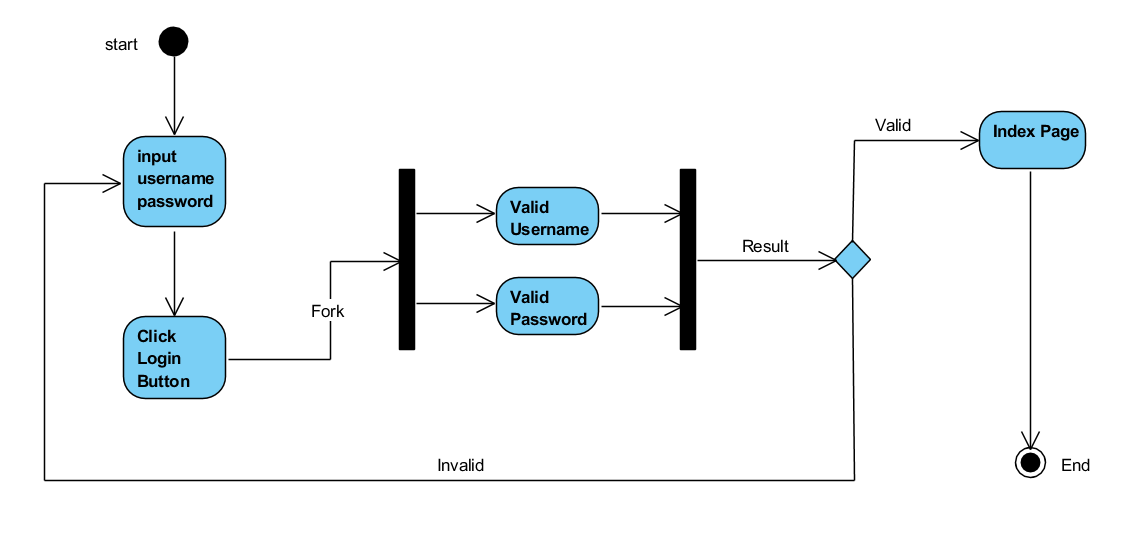 start
input
username
password
Click
Login
Button
Fork
Valid
Username
Valid
Password
Result
Valid
Index Page
Invalid
End